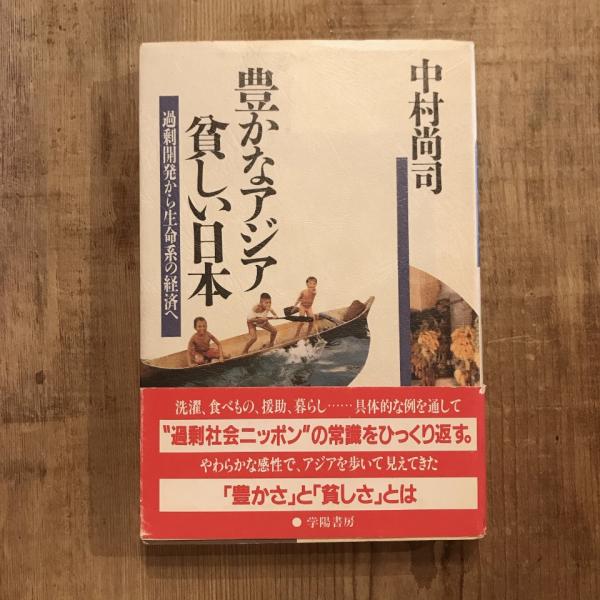 中村尚司
豊かなアジア
貧しい日本
過剰開発から生命系の経済へ
洗濯、食べもの、援助、暮らし……具体的な例を通して
"過剰社会ニッポン"の常識をひっくり返す。
やわらかな感性で、アジアを歩いて見えてきた
「豊かさ」と「貧しさ」とは
●学陽書房